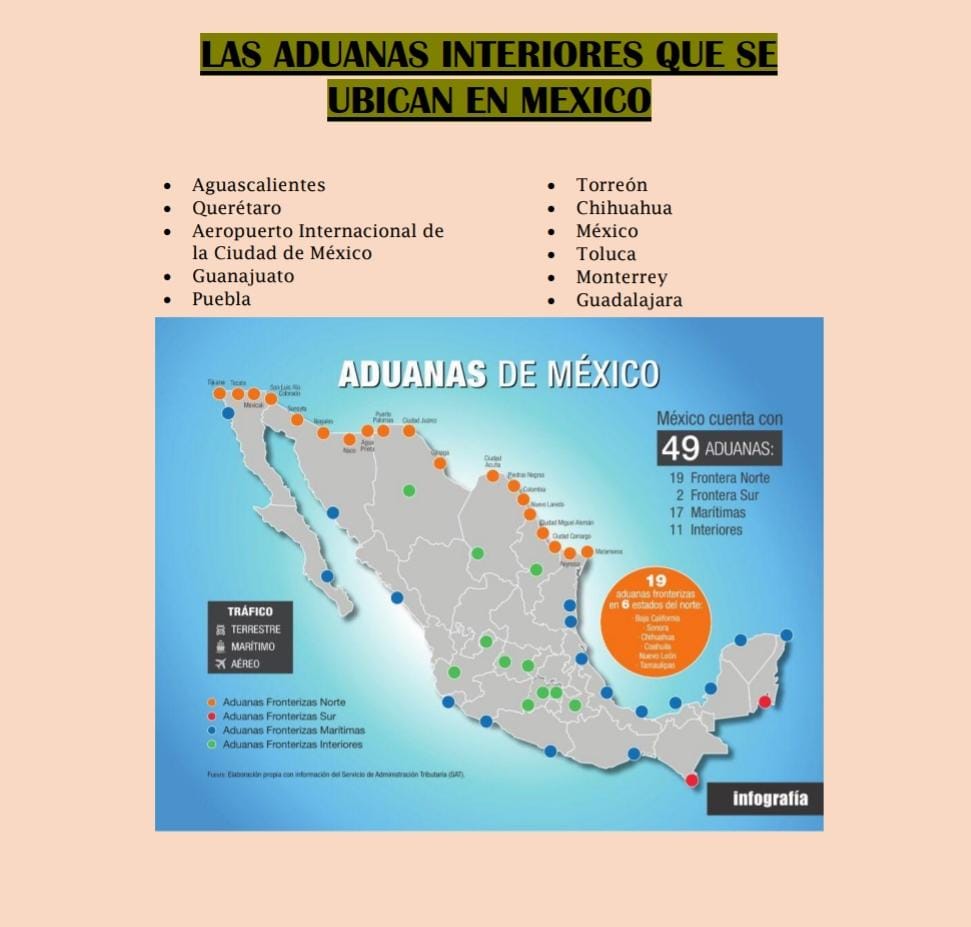 LAS ADUANAS INTERIORES QUE SE
UBICAN EN MEXICO
• Aguascalientes
• Querétaro
• Aeropuerto Internacional de
la Ciudad de México
• Guanajuato
• Puebla
• Torreón
• Chihuahua
• México
• Toluca
• Monterrey
• Guadalajara
ADUANAS DE MÉXICO
México cuenta con
49 ADUANAS:
19 Frontera Norte
2 Frontera Sur
17 Marítimas
11 Interiores
Tijuana
Tecate
Mexicali
San Luis Río
Colorado
Sonoyta
Nogales
Naco
Agua
Prieta
Puerto
Palomas
Ciudad Juárez
Ojinaga
Ciudad
Acuña
Piedras Negras
Colombia
Nuevo Laredo
Ciudad Miguel Alemán
Ciudad Camargo
Reynosa
Matamoros
19
aduanas fronterizas
en 6 estados del norte:
· Baja California
· Sonora
· Chihuahua
· Coahuila
· Nuevo León
· Tamaulipas
TRÁFICO
TERRESTRE
MARÍTIMO
AÉREO
Aduanas Fronterizas Norte
Aduanas Fronterizas Sur
Aduanas Fronterizas Marítimas
Aduanas Fronterizas Interiores
Fuente: Elaboración propia con información del Servicio de Administración Tributaria (SAT).
infografía